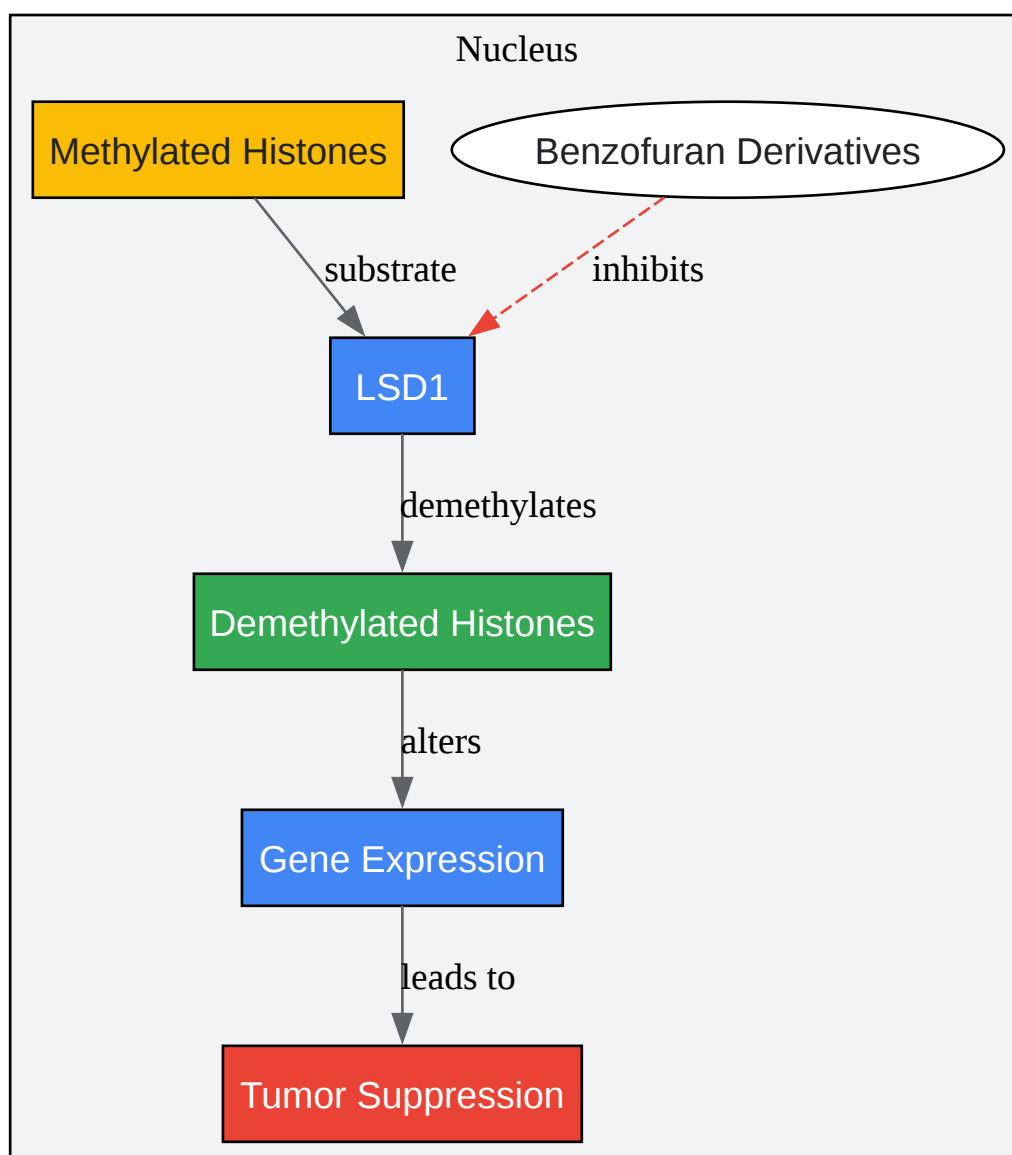 Nucleus
Methylated Histones
Benzofuran Derivatives
substrate
inhibits
LSD1
demethylates
Demethylated Histones
alters
Gene Expression
leads to
Tumor Suppression